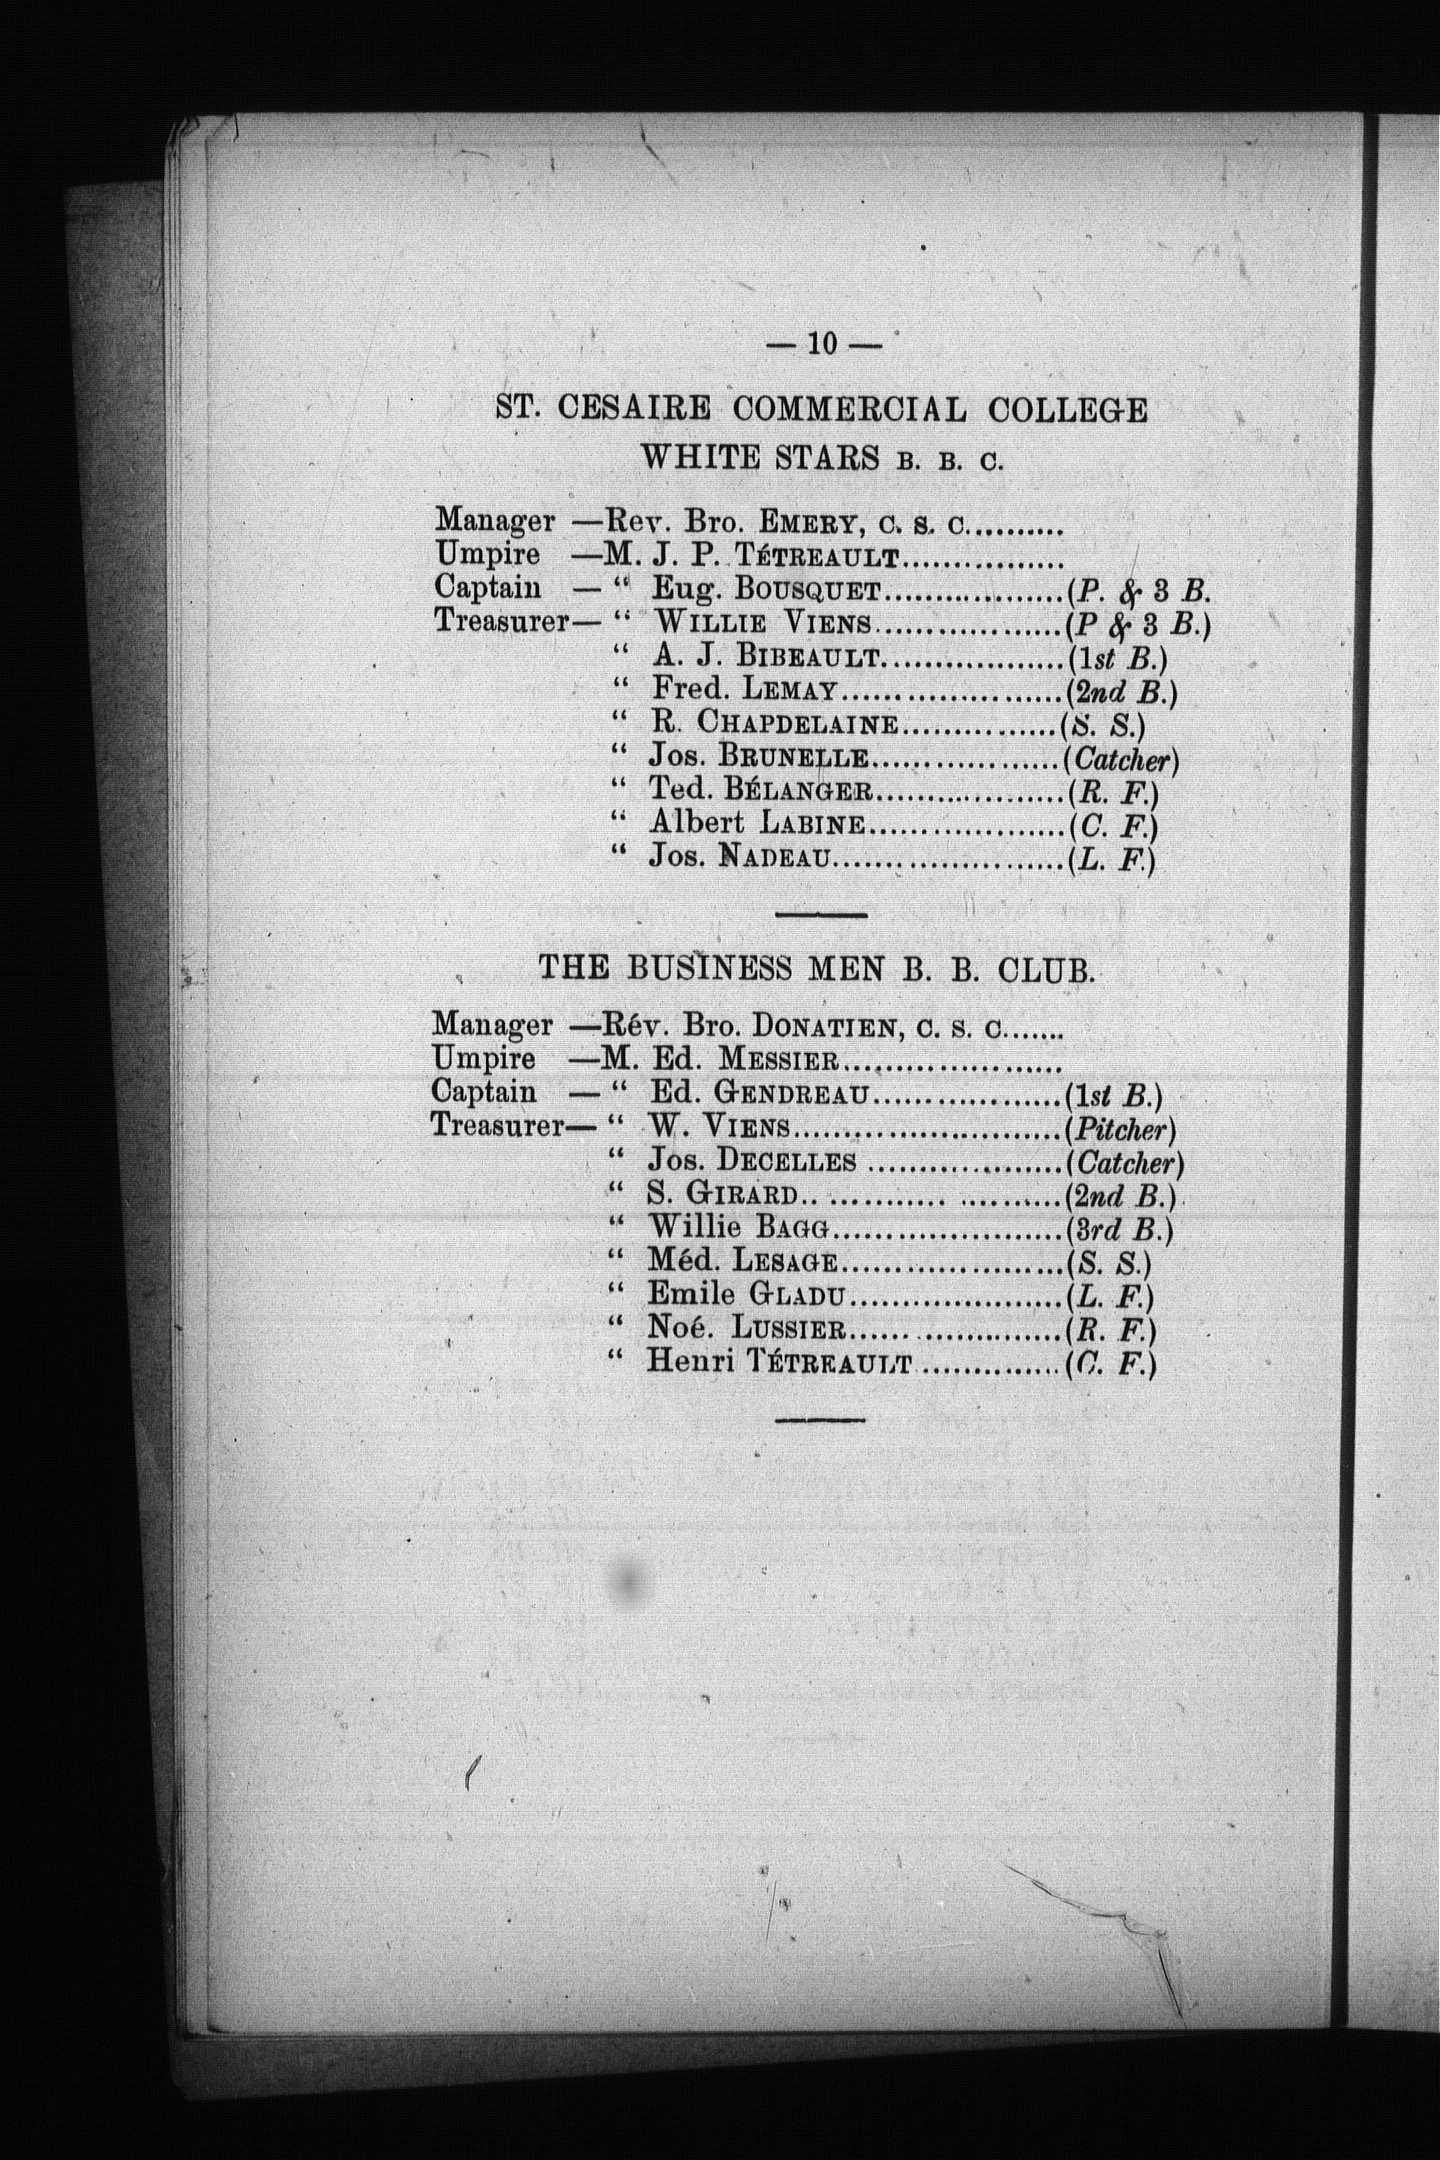 — 10 —
ST. CESAIRE COMMERCIAL COLLEGE
WHITE STARS B. B. C.
Manager —Rev. Bro. EMERY, C. S. C..........
Umpire —M. J. P. TÉTREAULT................
Captain — “ Eug. BOUSQUET..................(P. & 3 B.
Treasurer— “ WILLIE VIENS...................(P & 3 B.)
“ A. J. BIBEAULT..................(1st B.)
“ Fred. LEMAY......................(2nd B.)
“ R. CHAPDELAINE...............(S. S.)
“ Jos. BRUNELLE...................(Catcher)
“ Ted. BÉLANGER...................(R. F.)
“ Albert LABINE....................(C. F.)
“ Jos. NADEAU.......................(L. F.)
THE BUSINESS MEN B. B. CLUB.
Manager —Rév. Bro. DONATIEN, C. S. C.......
Umpire —M. Ed. MESSIER......................
Captain — “ Ed. GENDREAU...................(1st B.)
Treasurer— “ W. VIENS...........................(Pitcher)
“ Jos. DECELLES ....................(Catcher)
“ S. GIRARD.. ............ ..........(2nd B.)
“ Willie BAGG.......................(3rd B.)
“ Méd. LESAGE......................(S. S.)
“ Emile GLADU.....................(L. F.)
“ Noé. LUSSIER.....................(R. F.)
“ Henri TÉTREAULT ..............(C. F.)